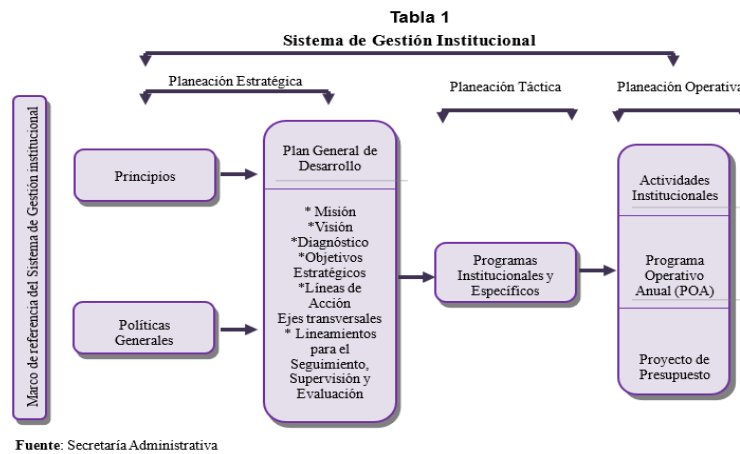 Tabla 1
Sistema de Gestión Institucional
Planeación Estratégica
Planeación Táctica
Planeación Operativa
Marco de referencia del Sistema de Gestión institucional
Principios
Políticas
Generales
Plan General de
Desarrollo
* Misión
*Visión
*Diagnóstico
*Objetivos
Estratégicos
*Líneas de
Acción
Ejes transversales
* Lineamientos
para el
Seguimiento,
Supervisión y
Evaluación
Programas
Institucionales y
Específicos
Actividades
Institucionales
Programa
Operativo
Anual (POA)
Proyecto de
Presupuesto
Fuente: Secretaría Administrativa